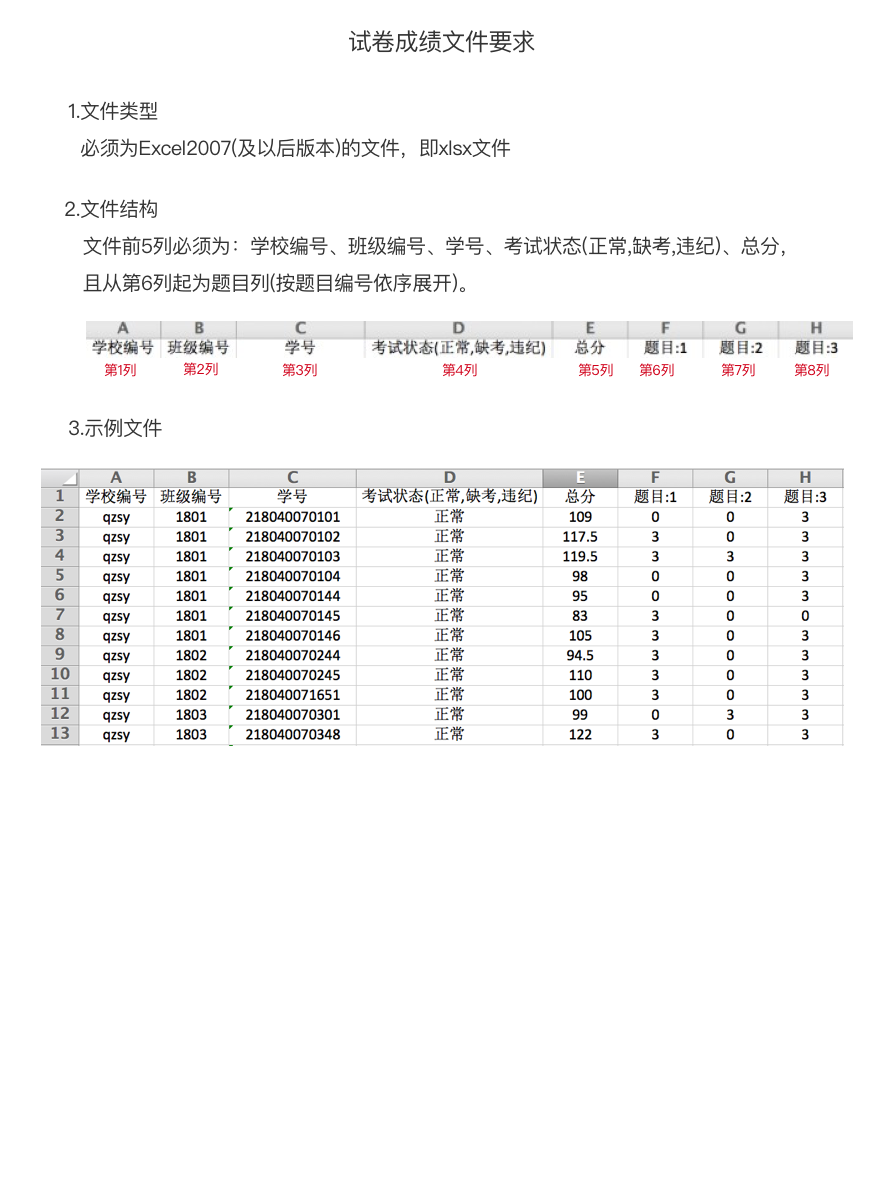 试卷成绩文件要求
1.文件类型
必须为Excel2007(及以后版本)的文件，即xlsx文件
2.文件结构
文件前5列必须为：学校编号、班级编号、学号、考试状态(正常,缺考,违纪)、总分，
且从第6列起为题目列(按题目编号依序展开)。
A B C D E F G H
学校编号 班级编号 学号 考试状态(正常,缺考,违纪) 总分 题目:1 题目:2 题目:3
第1列 第2列 第3列 第4列 第5列 第6列 第7列 第8列
3.示例文件
A B C D E F G H
1 学校编号 班级编号 学号 考试状态(正常,缺考,违纪) 总分 题目:1 题目:2 题目:3
2 qzsy 1801 218040070101 正常 109 0 0 3
3 qzsy 1801 218040070102 正常 117.5 3 0 3
4 qzsy 1801 218040070103 正常 119.5 3 3 3
5 qzsy 1801 218040070104 正常 98 0 0 3
6 qzsy 1801 218040070144 正常 95 0 0 3
7 qzsy 1801 218040070145 正常 83 3 0 0
8 qzsy 1801 218040070146 正常 105 3 0 3
9 qzsy 1802 218040070244 正常 94.5 3 0 3
10 qzsy 1802 218040070245 正常 110 3 0 3
11 qzsy 1802 218040071651 正常 100 3 0 3
12 qzsy 1803 218040070301 正常 99 0 3 3
13 qzsy 1803 218040070348 正常 122 3 0 3